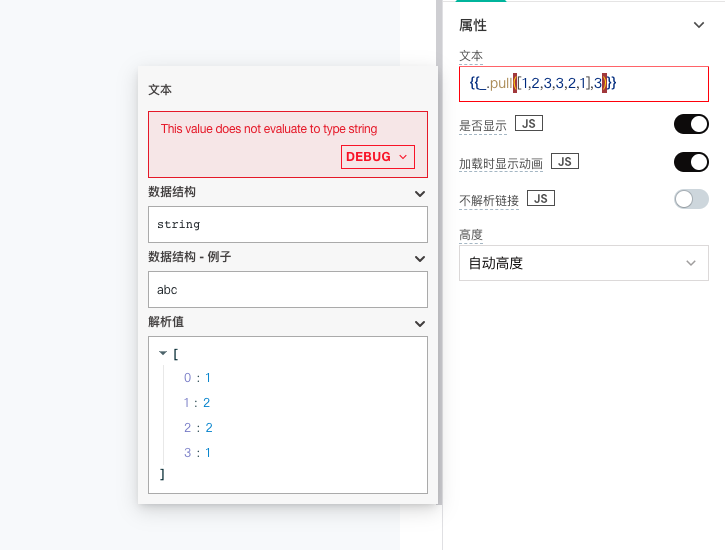 文本
This value does not evaluate to type string
DEBUG
数据结构
string
数据结构 - 例子
abc
解析值
[
0 : 1
1 : 2
2 : 2
3 : 1
]
属性
文本
{{_.pull([1,2,3,3,2,1],3)}}
是否显示 JS
加载时显示动画 JS
不解析链接 JS
高度
自动高度